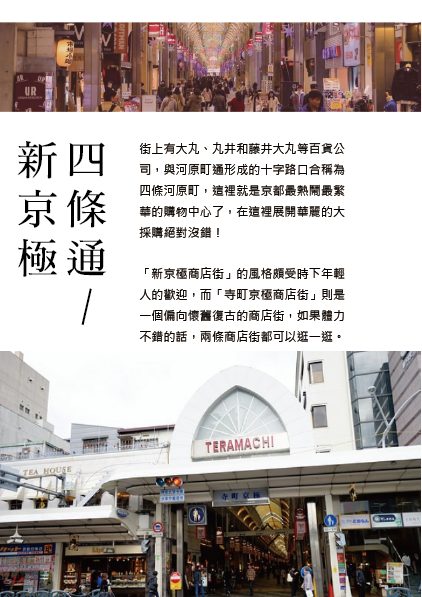 四條通/
新京極
街上有大丸、丸井和藤井大丸等百貨公
司，與河原町通形成的十字路口合稱為
四條河原町，這裡就是京都最熱鬧最繁
華的購物中心了，在這裡展開華麗的大
採購絕對沒錯！
「新京極商店街」的風格頗受時下年輕
人的歡迎，而「寺町京極商店街」則是
一個偏向懷舊復古的商店街，如果體力
不錯的話，兩條商店街都可以逛一逛。
TERAMACHI
TEA HOUSE
寺町京極